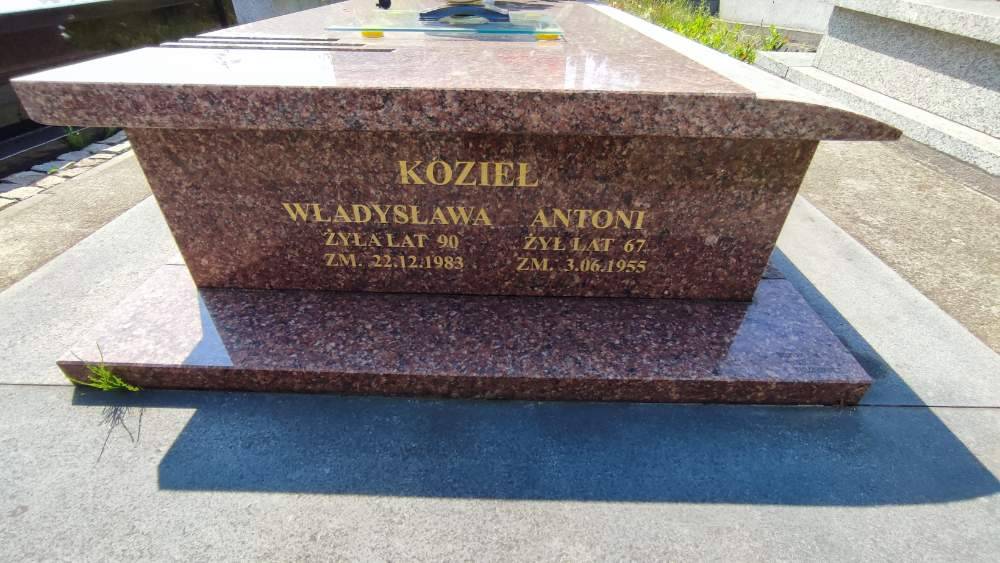 KOZIEŁ
WŁADYSŁAWA ANTONI
ŻYŁA LAT 90 ŻYŁ LAT 67
ZM. 22.12.1983 ZM. 3.06.1955